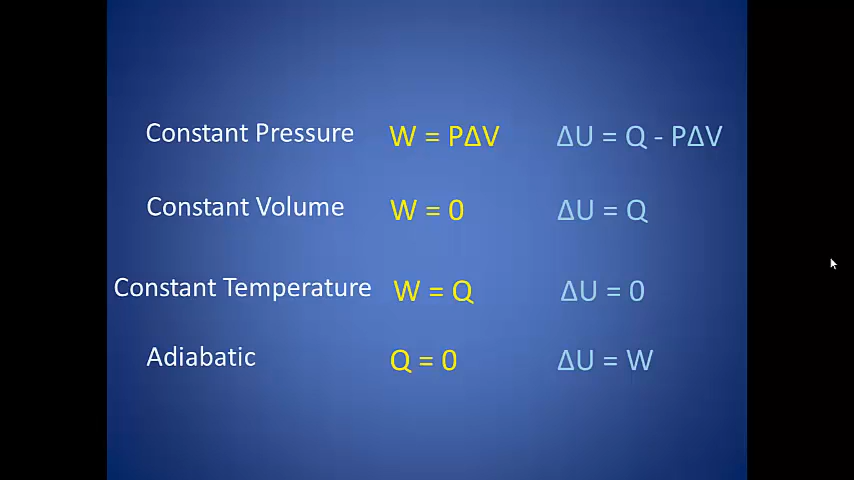 Constant Pressure W = PΔV ΔU = Q - PΔV
Constant Volume W = 0 ΔU = Q
Constant Temperature W = Q ΔU = 0
Adiabatic Q = 0 ΔU = W